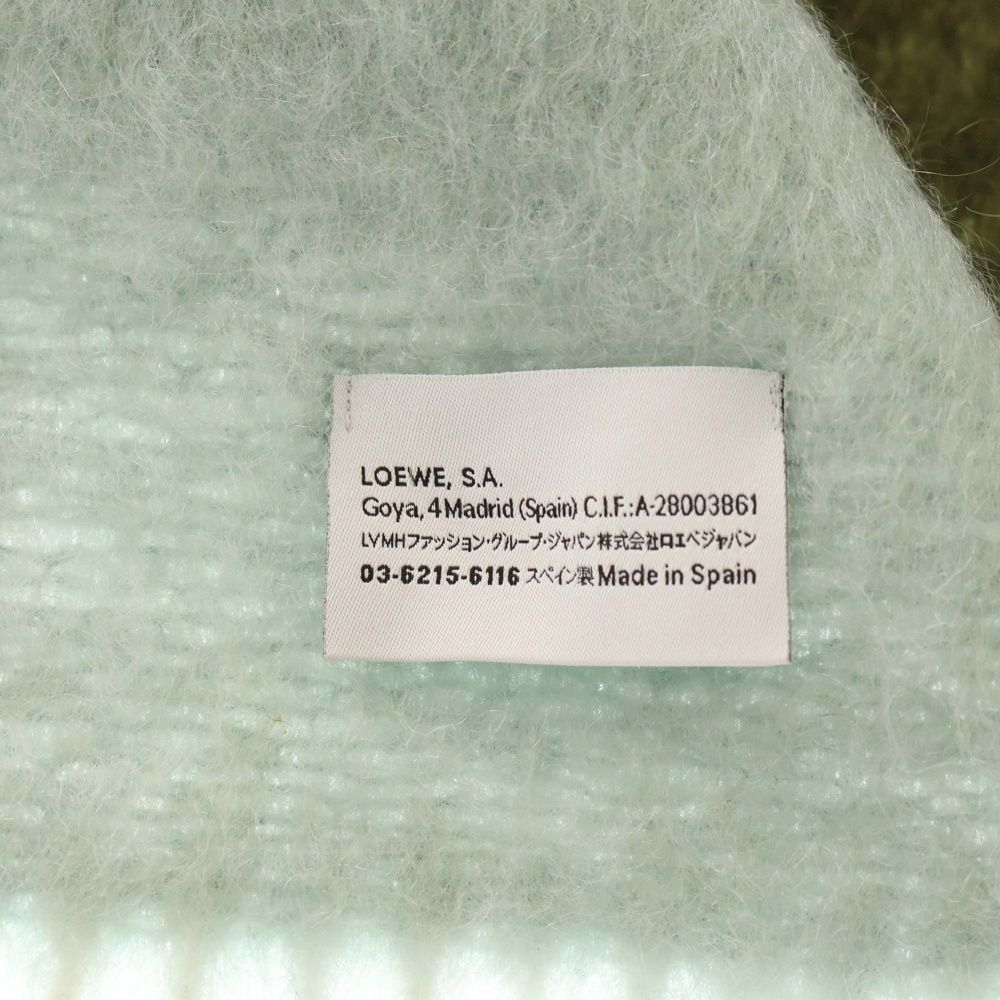 LOEWE, S.A.
Goya, 4 Madrid (Spain) C.I.F.:A-28003861
LVMHファッション・グループ・ジャパン株式会社ロエベジャパン
03-6215-6116 スペイン製 Made in Spain